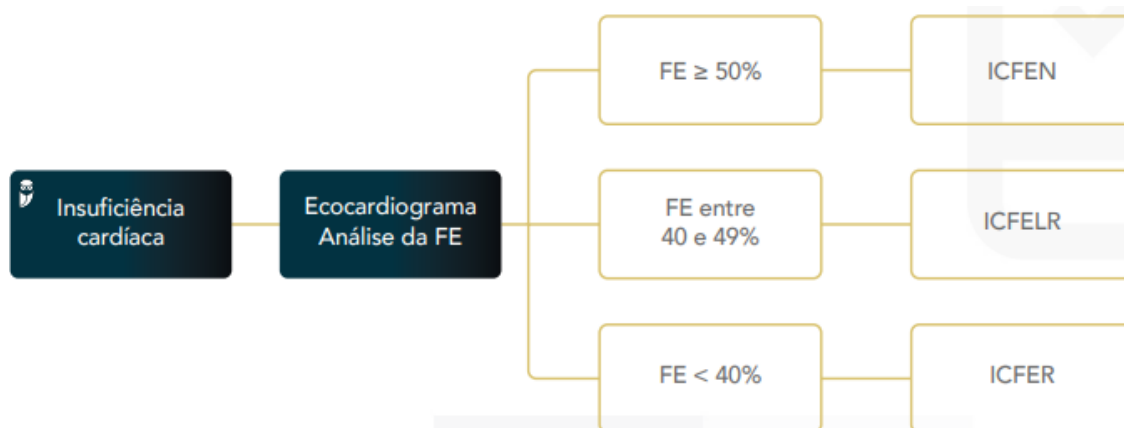 Insuficiência
cardíaca
Ecocardiograma
Análise da FE
FE ≥ 50%
ICFEN
FE entre
40 e 49%
ICFELR
FE < 40%
ICFER